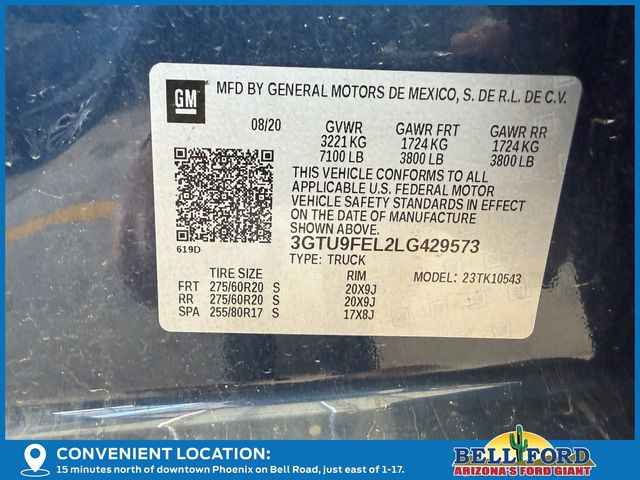 GM
MFD BY GENERAL MOTORS DE MEXICO, S. DE R.L. DE C.V.
08/20 GVWR GAWR FRT GAWR RR
3221 KG 1724 KG 1724 KG
7100 LB 3800 LB 3800 LB
THIS VEHICLE CONFORMS TO ALL
APPLICABLE U.S. FEDERAL MOTOR
VEHICLE SAFETY STANDARDS IN EFFECT
ON THE DATE OF MANUFACTURE SHOWN ABOVE.
3GTU9FEL2LG429573
619D
TYPE: TRUCK
TIRE SIZE RIM MODEL: 23TK10543
FRT 275/60R20 S 20X9J
RR 275/60R20 S 20X9J
SPA 255/80R17 S 17X8J
CONVENIENT LOCATION:
15 minutes north of downtown Phoenix on Bell Road, just east of I-17.
BELL FORD
ARIZONA'S FORD GIANT